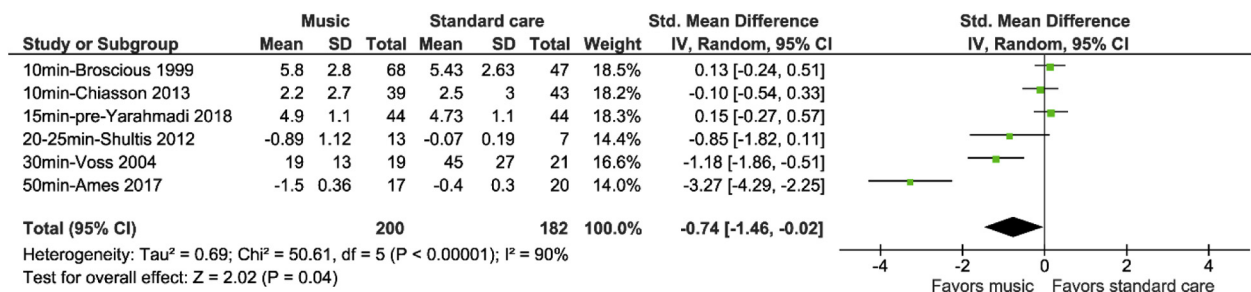 Music Standard care Std. Mean Difference Std. Mean Difference
Study or Subgroup Mean SD Total Mean SD Total Weight IV, Random, 95% CI IV, Random, 95% CI
10min-Broscious 1999 5.8 2.8 68 5.43 2.63 47 18.5% 0.13 [-0.24, 0.51]
10min-Chiasson 2013 2.2 2.7 39 2.5 3 43 18.2% -0.10 [-0.54, 0.33]
15min-pre-Yarahmadi 2018 4.9 1.1 44 4.73 1.1 44 18.3% 0.15 [-0.27, 0.57]
20-25min-Shultis 2012 -0.89 1.12 13 -0.07 0.19 7 14.4% -0.85 [-1.82, 0.11]
30min-Voss 2004 19 13 19 45 27 21 16.6% -1.18 [-1.86, -0.51]
50min-Ames 2017 -1.5 0.36 17 -0.4 0.3 20 14.0% -3.27 [-4.29, -2.25]
Total (95% CI) 200 182 100.0% -0.74 [-1.46, -0.02]
Heterogeneity: Tau² = 0.69; Chi² = 50.61, df = 5 (P < 0.00001); I² = 90%
Test for overall effect: Z = 2.02 (P = 0.04)
-4 -2 0 2 4
Favors music Favors standard care